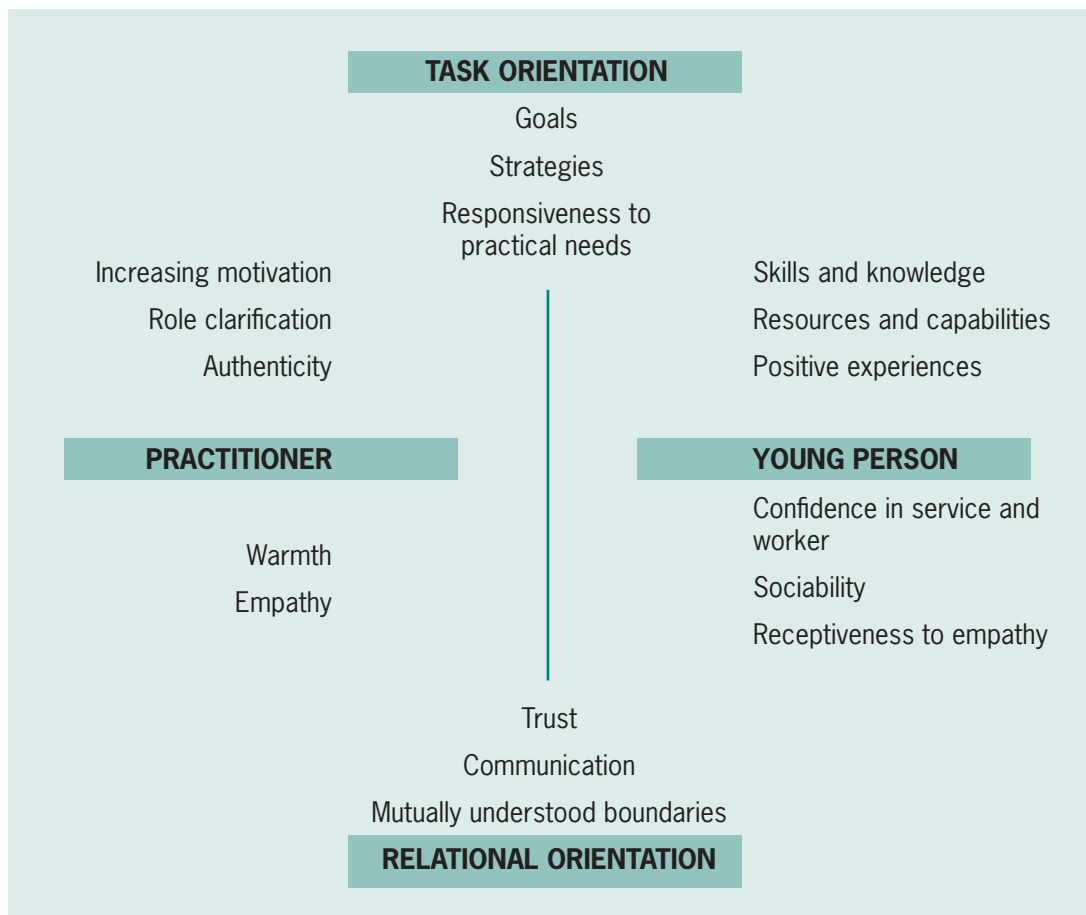 TASK ORIENTATION
Goals
Strategies
Responsiveness to
practical needs
Increasing motivation
Role clarification
Authenticity
Skills and knowledge
Resources and capabilities
Positive experiences
PRACTITIONER
Warmth
Empathy
YOUNG PERSON
Confidence in service and
worker
Sociability
Receptiveness to empathy
Trust
Communication
Mutually understood boundaries
RELATIONAL ORIENTATION